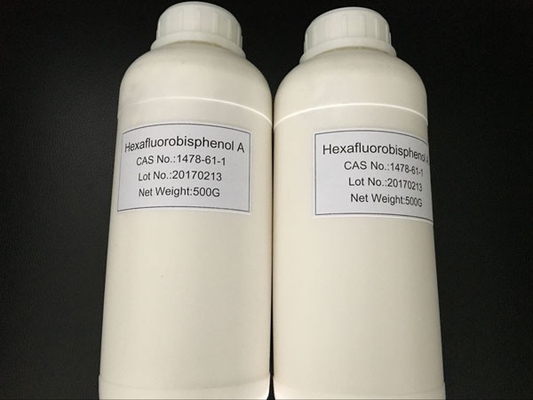 Hexafluorobisphenol A
CAS No.:1478-61-1
Lot No.:20170213
Net Weight:500G
Hexafluorobisphenol A
CAS No.:1478-61-1
Lot No.:20170213
Net Weight:500G